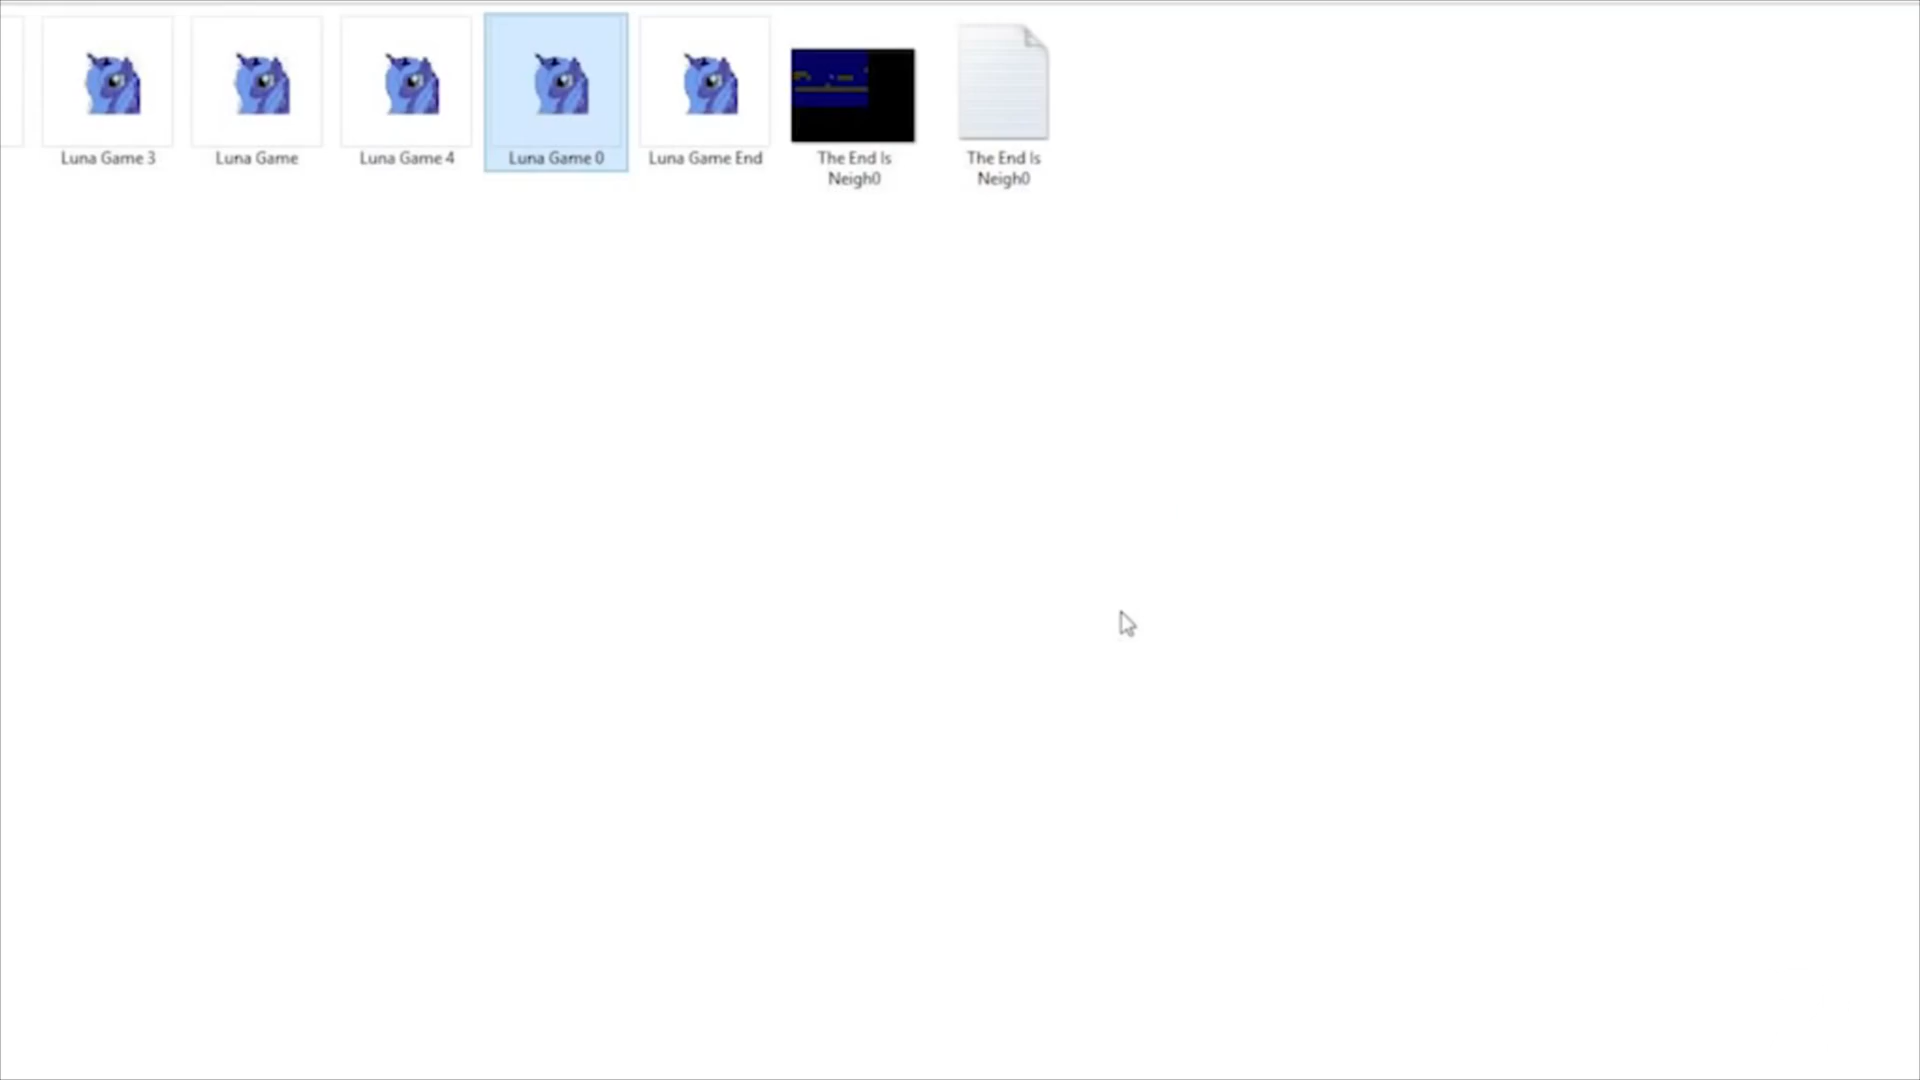 Luna Game 3
Luna Game
Luna Game 4
Luna Game 0
Luna Game End
The End Is
Neigh0
The End Is
Neigh0